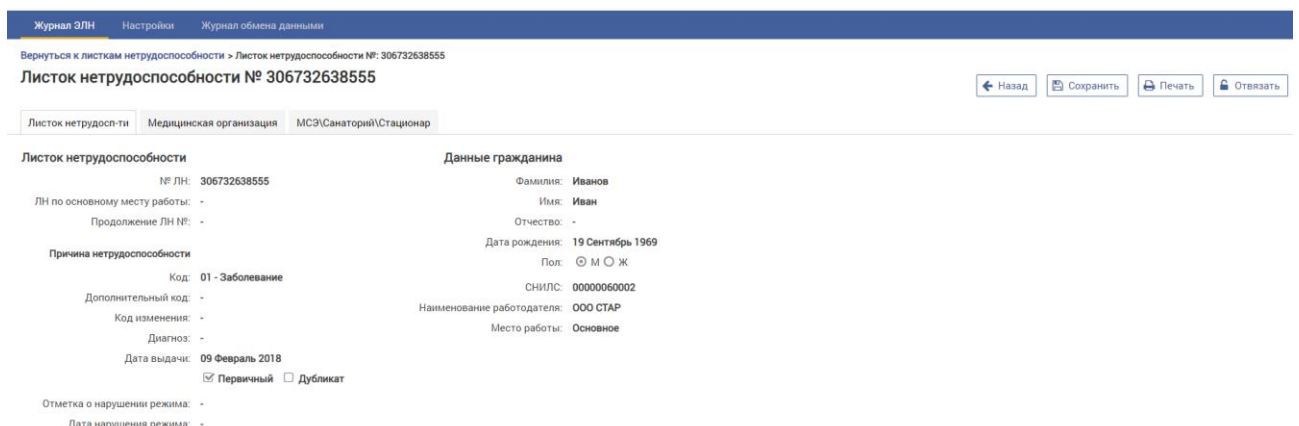 Журнал ЭЛН Настройки Журнал обмена данными
Вернуться к листкам нетрудоспособности > Листок нетрудоспособности №: 306732638555
Листок нетрудоспособности № 306732638555
Назад Сохранить Печать Отвязать
Листок нетрудосп-ти Медицинская организация МСЭ\Санаторий\Стационар
Листок нетрудоспособности
№ ЛН: 306732638555
ЛН по основному месту работы: -
Продолжение ЛН №: -
Причина нетрудоспособности
Код: 01 - Заболевание
Дополнительный код: -
Код изменения: -
Диагноз: -
Дата выдачи: 09 Февраль 2018
Первичный Дубликат
Отметка о нарушении режима: -
Дата нарушения режима: -
Данные гражданина
Фамилия: Иванов
Имя: Иван
Отчество: -
Дата рождения: 19 Сентябрь 1969
Пол: М Ж
СНИЛС: 00000060002
Наименование работодателя: ООО СТАР
Место работы: Основное